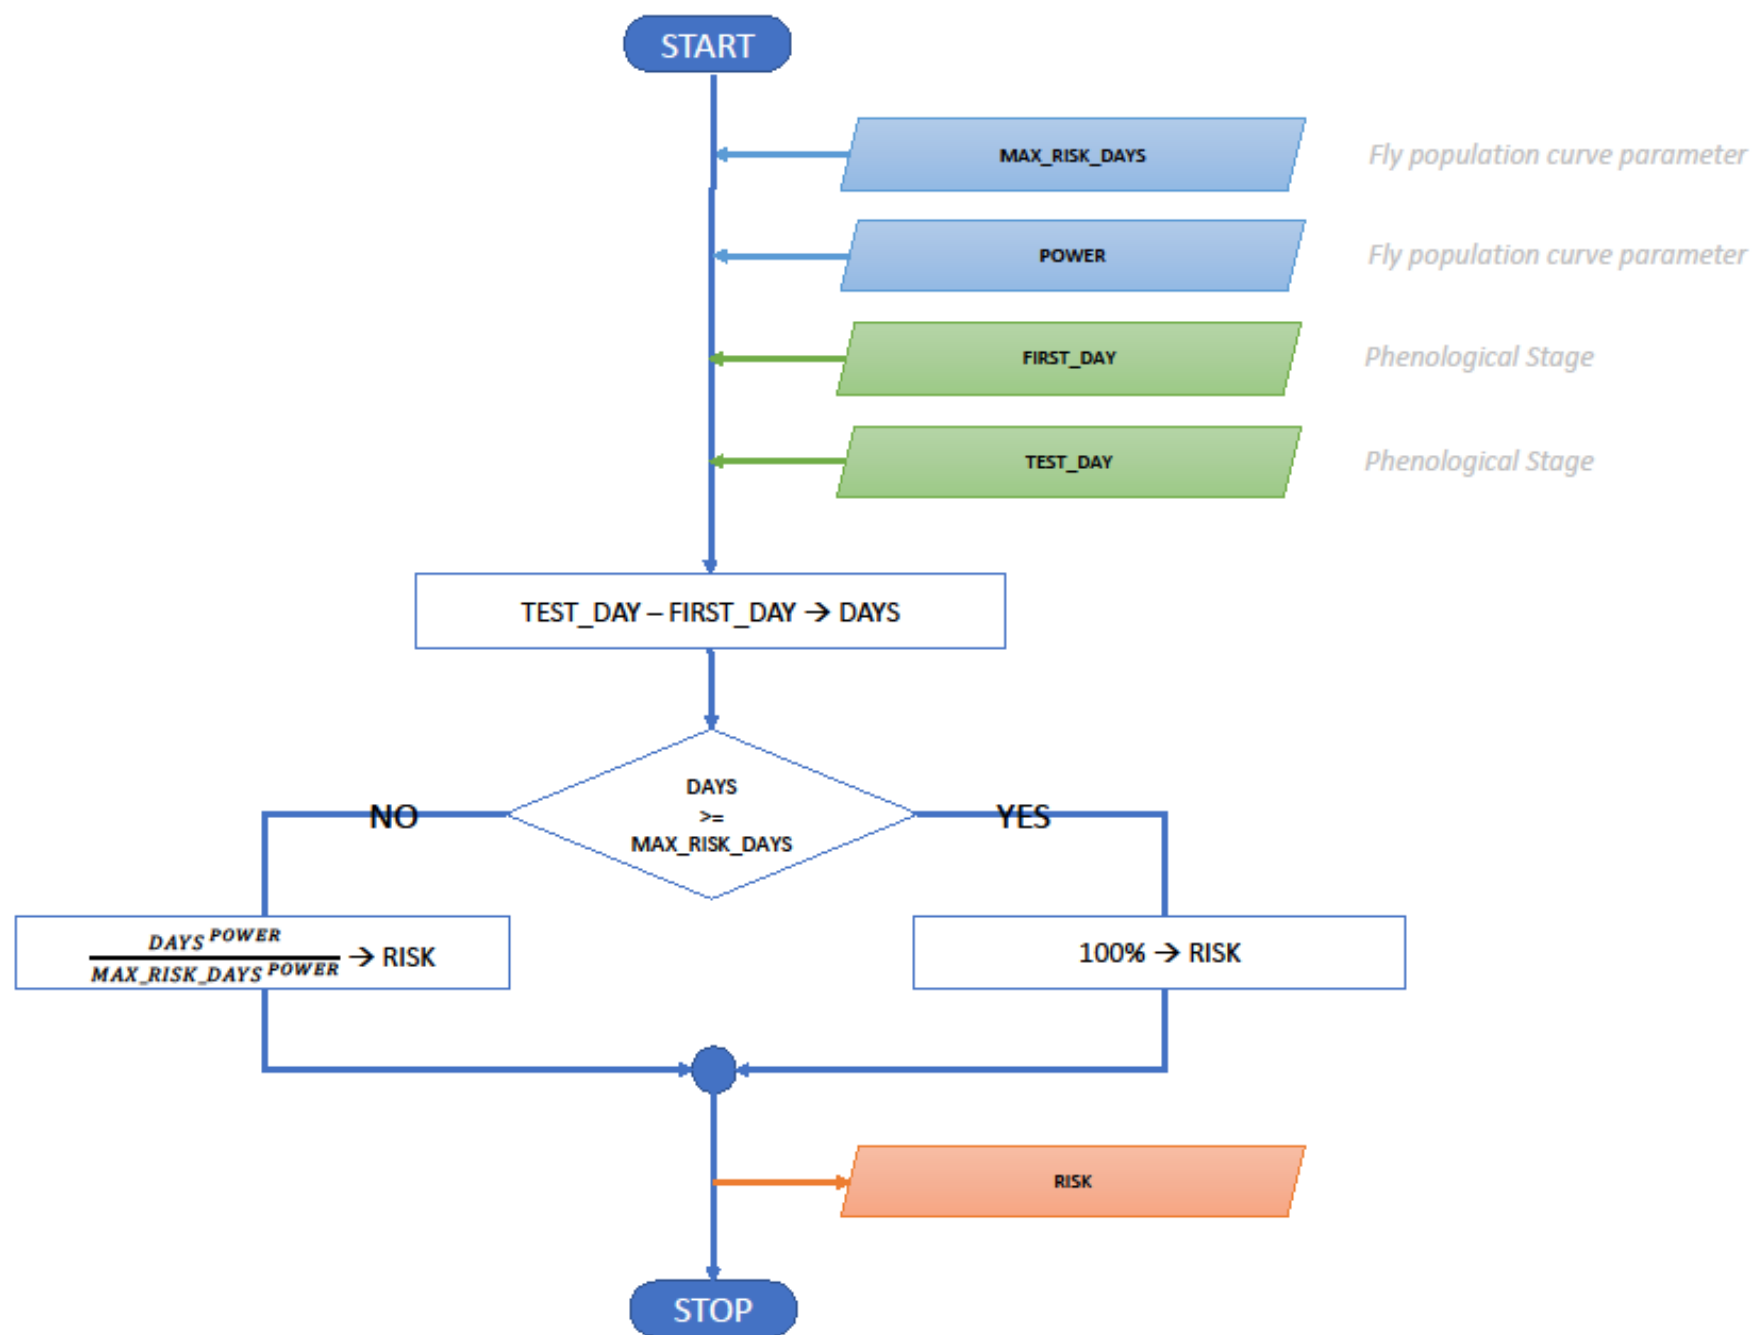 START
MAX_RISK_DAYS
Fly population curve parameter
POWER
Fly population curve parameter
FIRST_DAY
Phenological Stage
TEST_DAY
Phenological Stage
TEST_DAY – FIRST_DAY → DAYS
DAYS
>=
MAX_RISK_DAYS
NO
YES
DAYS^POWER
MAX_RISK_DAYS^POWER → RISK
100% → RISK
RISK
STOP